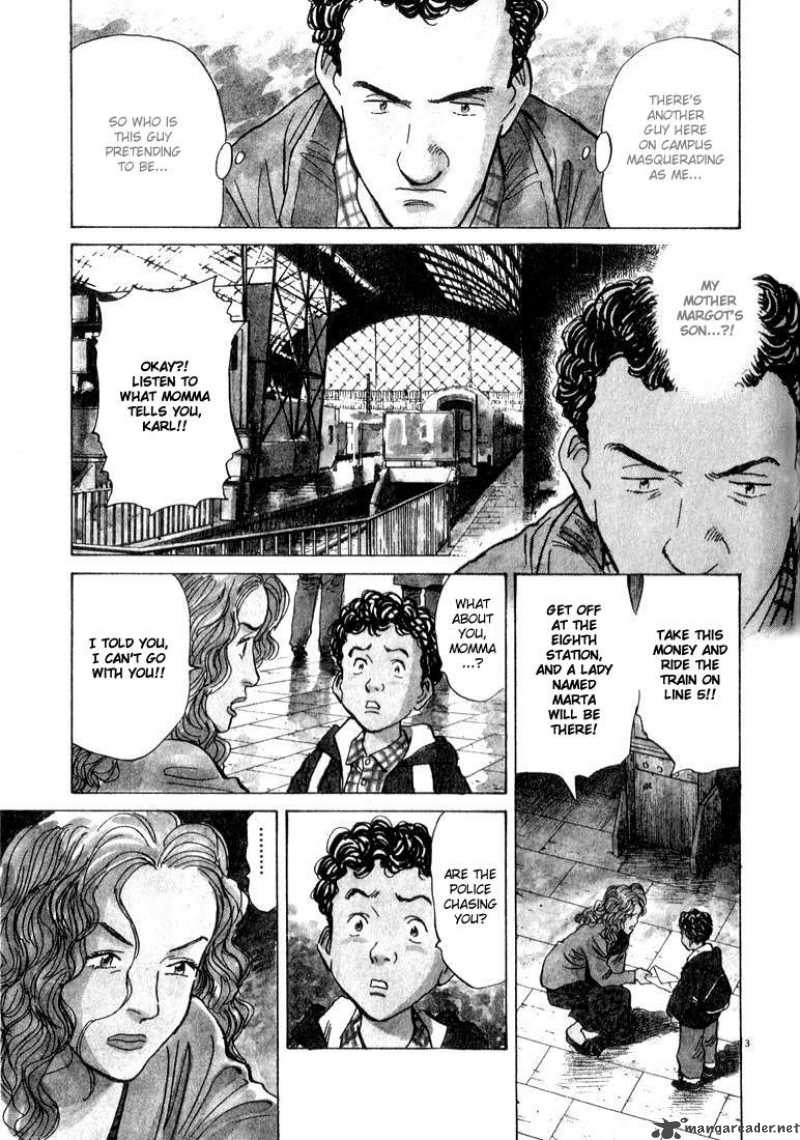 THERE'S
ANOTHER
GUY HERE
ON CAMPUS
MASQUERADING
AS ME...
SO WHO IS
THIS GUY
PRETENDING
TO BE...
MY
MOTHER
MARGOT'S
SON...?!
OKAY?!
LISTEN TO
WHAT MOMMA
TELLS YOU,
KARL!!
TAKE THIS
MONEY AND
RIDE THE
TRAIN ON
LINE 5!!
GET OFF
AT THE
EIGHTH
STATION,
AND A LADY
NAMED
MARTA
WILL BE
THERE!
WHAT
ABOUT
YOU,
MOMMA
...?
I TOLD YOU,
I CAN'T GO
WITH YOU!!
ARE THE
POLICE
CHASING
YOU?
.........
3
mangareader.net